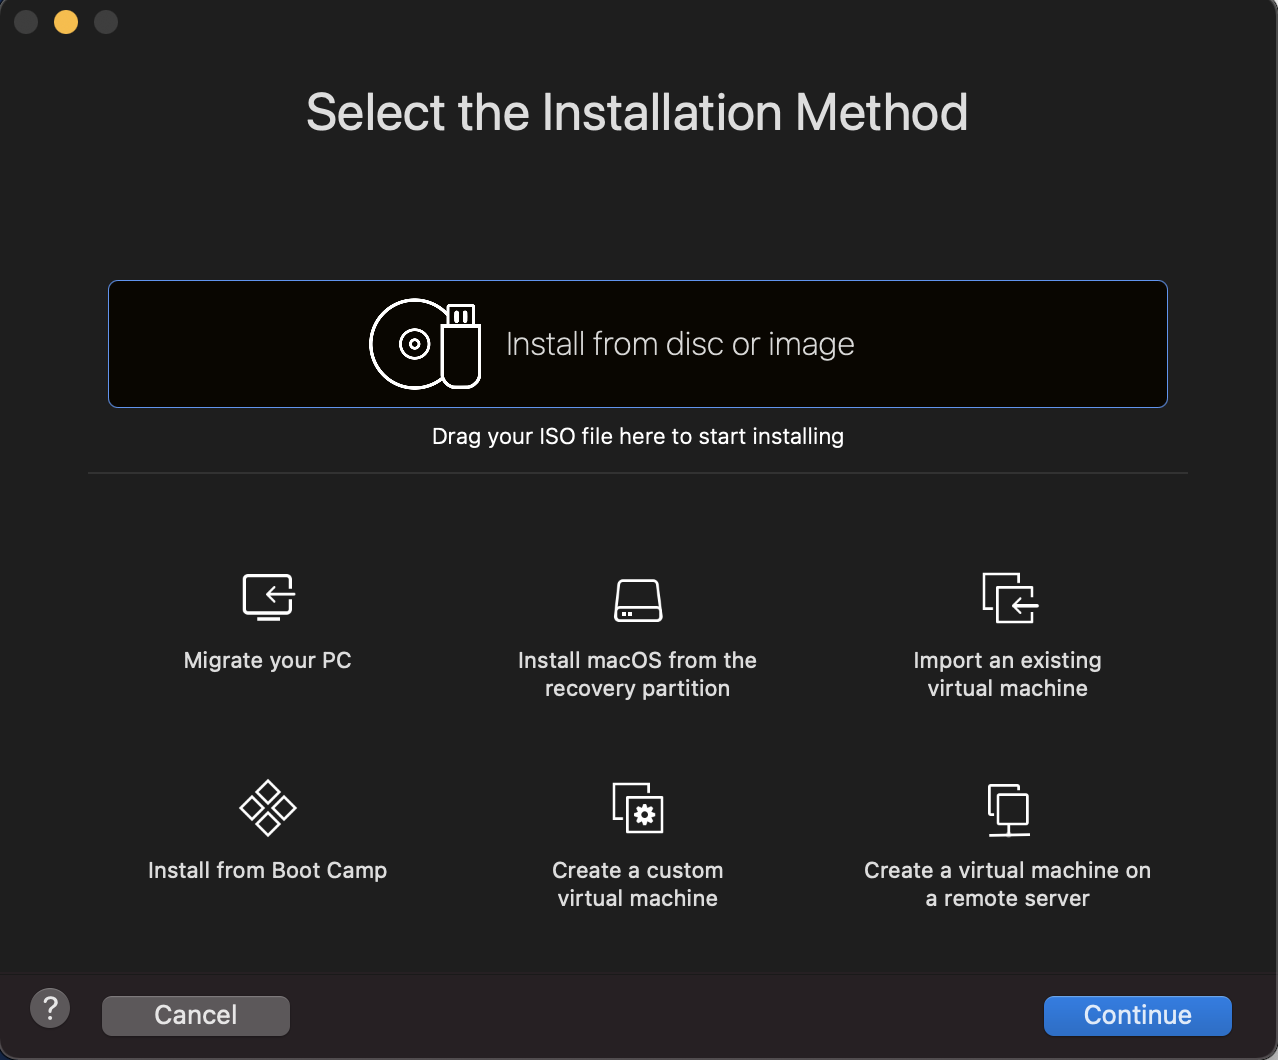 Select the Installation Method
Install from disc or image
Drag your ISO file here to start installing
Migrate your PC
Install macOS from the
recovery partition
Import an existing
virtual machine
Install from Boot Camp
Create a custom
virtual machine
Create a virtual machine on
a remote server
?
Cancel
Continue